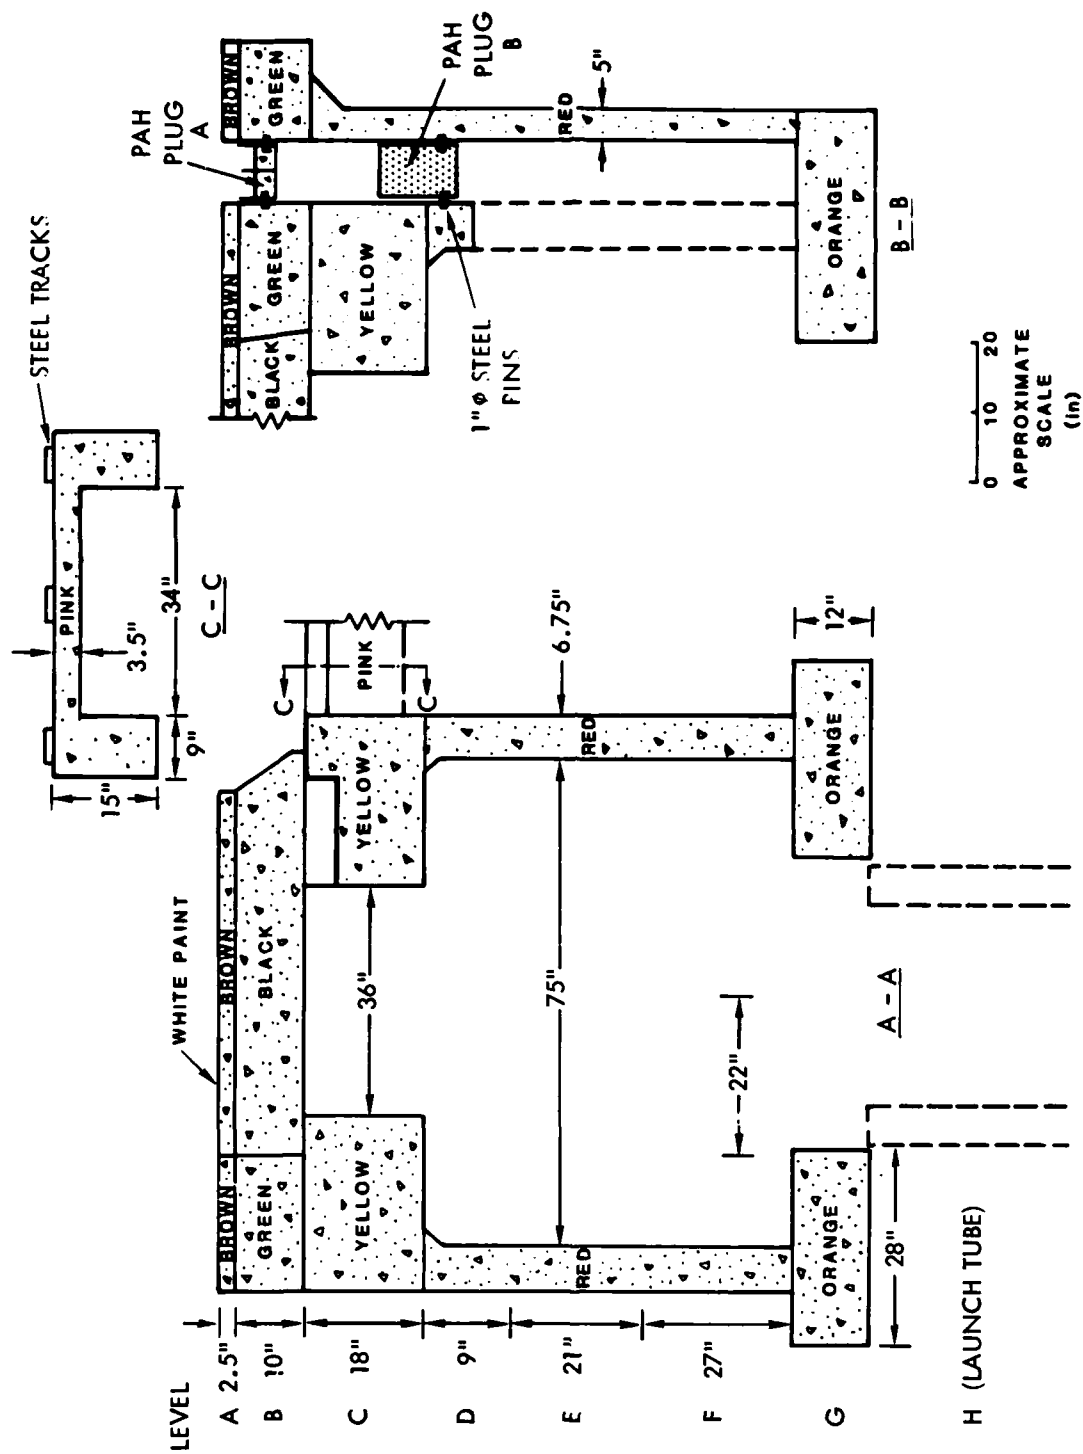 LEVEL
A 2.5"
B 10"
C 18"
D 9"
E 21"
F 27"
G
H (LAUNCH TUBE)
WHITE PAINT
BROWN
BROWN
GREEN
BLACK
YELLOW
YELLOW
36"
RED
RED
75"
6.75"
22"
ORANGE
ORANGE
28"
12"
A - A
C
C
PINK
STEEL TRACKS
PINK
15"
9"
34"
3.5"
C - C
PAH
PLUG
A
PAH
PLUG
B
BROWN
BROWN
BLACK
GREEN
GREEN
YELLOW
1"φ STEEL
PINS
RED
5"
ORANGE
B - B
0 10 20
APPROXIMATE
SCALE
(in)